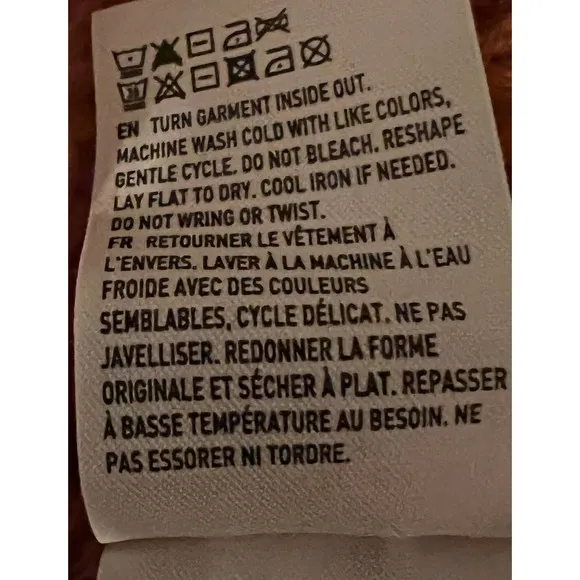 30
EN TURN GARMENT INSIDE OUT.
MACHINE WASH COLD WITH LIKE COLORS,
GENTLE CYCLE. DO NOT BLEACH. RESHAPE
LAY FLAT TO DRY. COOL IRON IF NEEDED.
DO NOT WRING OR TWIST.
FR RETOURNER LE VÊTEMENT À
L'ENVERS. LAVER À LA MACHINE À L'EAU
FROIDE AVEC DES COULEURS
SEMBLABLES, CYCLE DÉLICAT. NE PAS
JAVELLISER. REDONNER LA FORME
ORIGINALE ET SÉCHER À PLAT. REPASSER
À BASSE TEMPÉRATURE AU BESOIN. NE
PAS ESSORER NI TORDRE.